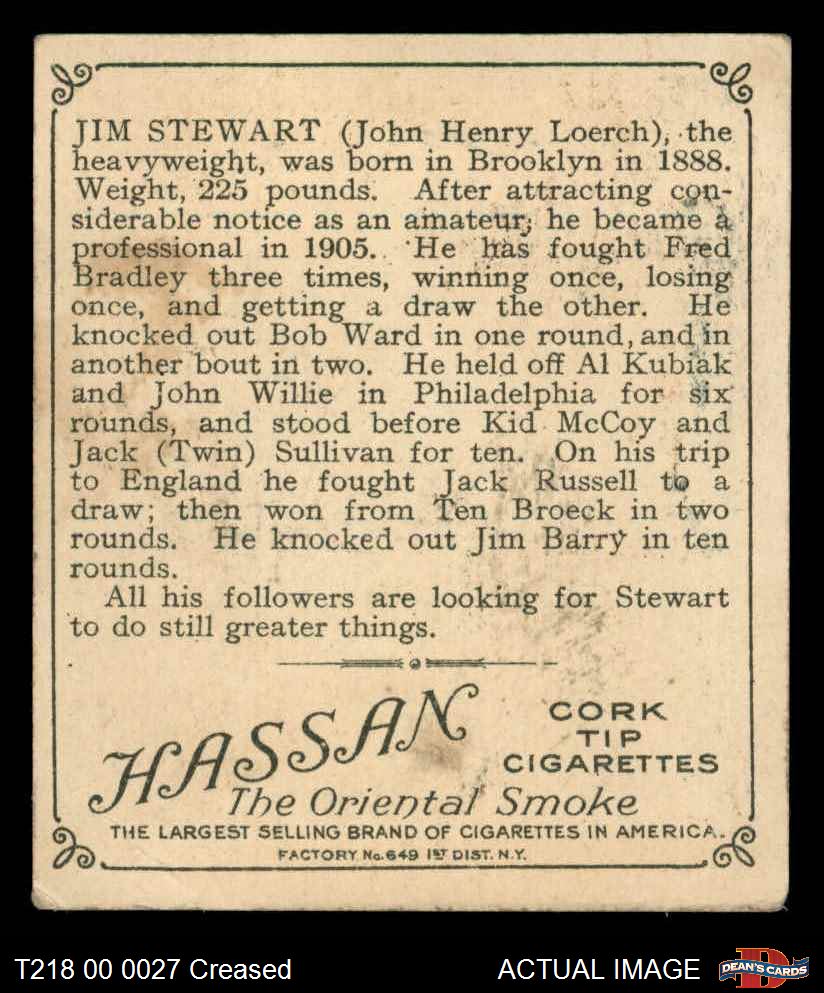 JIM STEWART (John Henry Loerch), the
heavyweight, was born in Brooklyn in 1888.
Weight, 225 pounds. After attracting con-
siderable notice as an amateur, he became a
professional in 1905. He has fought Fred
Bradley three times, winning once, losing
once, and getting a draw the other. He
knocked out Bob Ward in one round, and in
another bout in two. He held off Al Kubiak
and John Willie in Philadelphia for six
rounds, and stood before Kid McCoy and
Jack (Twin) Sullivan for ten. On his trip
to England he fought Jack Russell to a
draw; then won from Ten Broeck in two
rounds. He knocked out Jim Barry in ten
rounds.
All his followers are looking for Stewart
to do still greater things.
HASSAN
CORK
TIP
CIGARETTES
The Oriental Smoke
THE LARGEST SELLING BRAND OF CIGARETTES IN AMERICA.
FACTORY No. 649 1ST DIST. N.Y.
T218 00 0027 Creased
ACTUAL IMAGE
DEAN'S CARDS